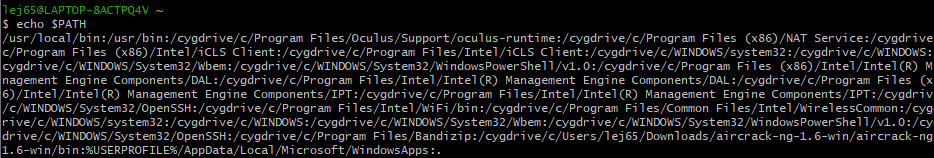 lej65@LAPTOP-8ACTPQ4V ~
$ echo $PATH
/usr/local/bin:/usr/bin:/cygdrive/c/Program Files/Oculus/Support/oculus-runtime:/cygdrive/c/Program Files (x86)/NAT Service:/cygdrive/
c/Program Files (x86)/Intel/iCLS Client:/cygdrive/c/Program Files/Intel/iCLS Client:/cygdrive/c/WINDOWS/system32:/cygdrive/c/WINDOWS:/
cygdrive/c/WINDOWS/System32/Wbem:/cygdrive/c/WINDOWS/System32/WindowsPowerShell/v1.0:/cygdrive/c/Program Files (x86)/Intel/Intel(R) Ma
nagement Engine Components/DAL:/cygdrive/c/Program Files/Intel/Intel(R) Management Engine Components/DAL:/cygdrive/c/Program Files (x8
6)/Intel/Intel(R) Management Engine Components/IPT:/cygdrive/c/Program Files/Intel/Intel(R) Management Engine Components/IPT:/cygdrive
/c/WINDOWS/System32/OpenSSH:/cygdrive/c/Program Files/Intel/WiFi/bin:/cygdrive/c/Program Files/Common Files/Intel/WirelessCommon:/cygd
rive/c/WINDOWS/system32:/cygdrive/c/WINDOWS:/cygdrive/c/WINDOWS/System32/Wbem:/cygdrive/c/WINDOWS/System32/WindowsPowerShell/v1.0:/cyg
drive/c/WINDOWS/System32/OpenSSH:/cygdrive/c/Program Files/Bandizip:/cygdrive/c/Users/lej65/Downloads/aircrack-ng-1.6-win/aircrack-ng-
1.6-win/bin:%USERPROFILE%/AppData/Local/Microsoft/WindowsApps:.